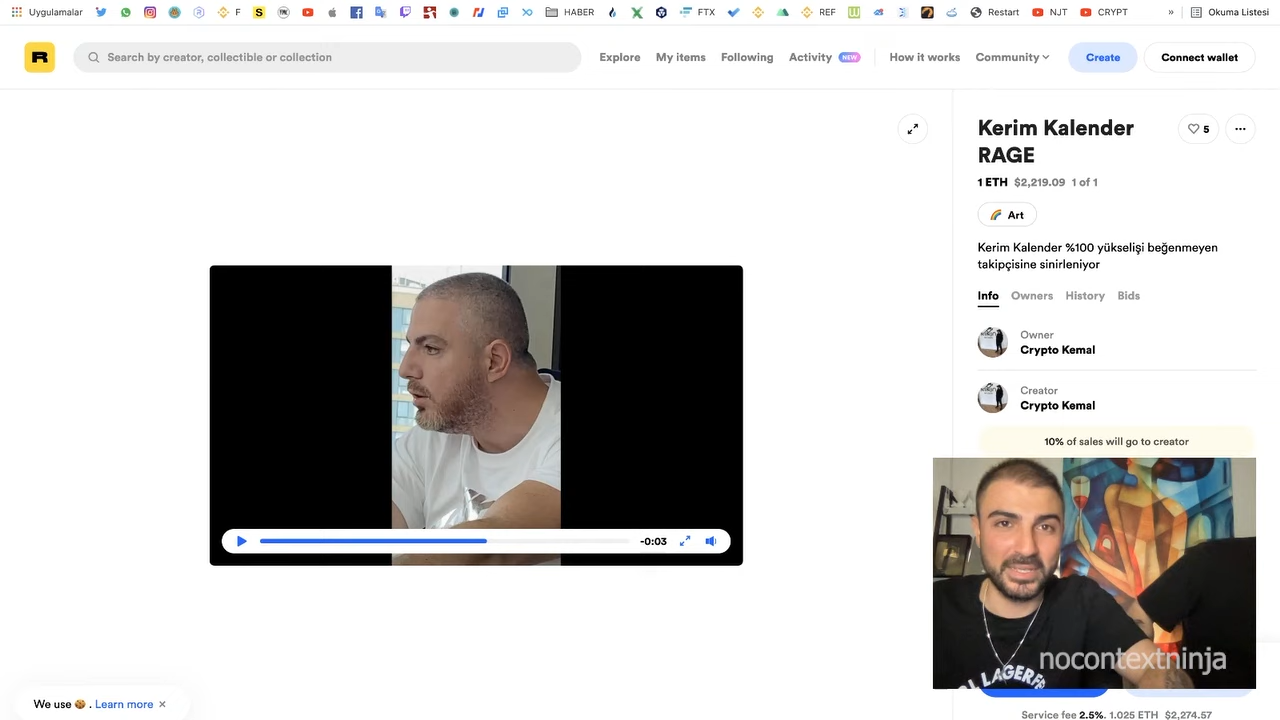 Uygulamalar F HABER FTX REF Restart NJT CRYPT » Okuma Listesi
R Search by creator, collectible or collection Explore My items Following Activity NEW How it works Community Create Connect wallet
Kerim Kalender
RAGE
5
1 ETH $2,219.09 1 of 1
Art
Kerim Kalender %100 yükselişi beğenmeyen
takipçisine sinirleniyor
Info Owners History Bids
Owner
Crypto Kemal
Creator
Crypto Kemal
10% of sales will go to creator
-0:03
nocontextninja
We use 🍪 . Learn more ×
Service fee 2.5%. 1.025 ETH $2,274.57